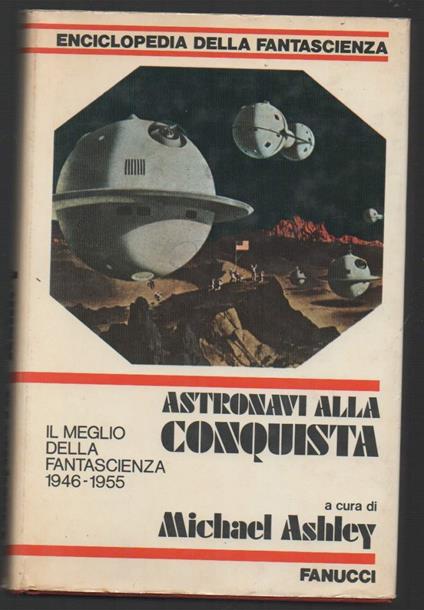 ENCICLOPEDIA DELLA FANTASCIENZA
ASTRONAVI ALLA
CONQUISTA
IL MEGLIO
DELLA
FANTASCIENZA
1946-1955
a cura di
Michael Ashley
FANUCCI